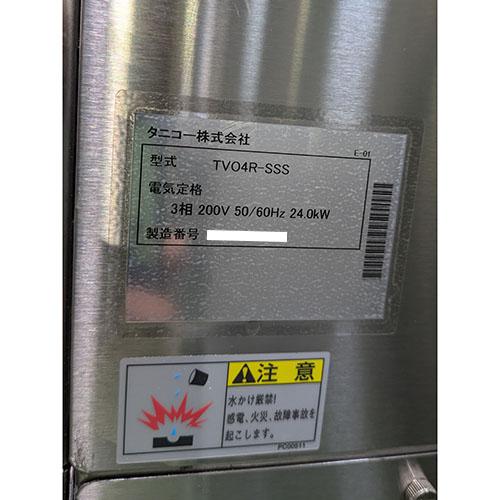 タニコー株式会社
E-01
型式 TVO4R-SSS
電気定格
3相 200V 50/60Hz 24.0kW
製造番号
注意
水かけ厳禁!
感電、火災、故障事故を
起こします。
PC00011